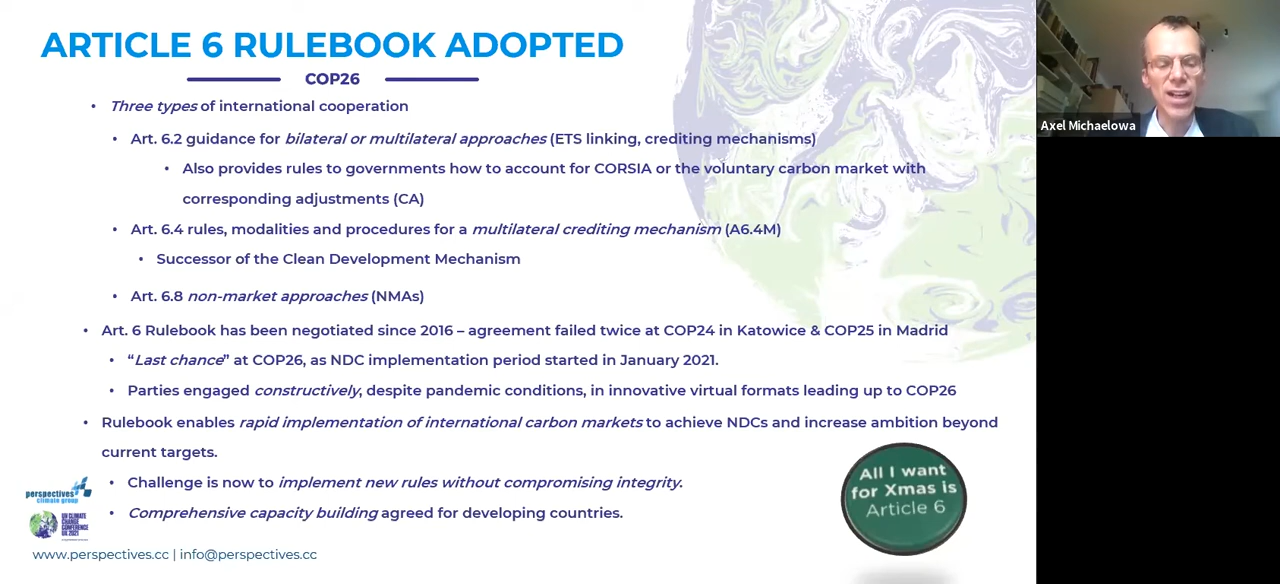 ARTICLE 6 RULEBOOK ADOPTED
COP26
• Three types of international cooperation
• Art. 6.2 guidance for bilateral or multilateral approaches (ETS linking, crediting mechanisms)
• Also provides rules to governments how to account for CORSIA or the voluntary carbon market with
corresponding adjustments (CA)
• Art. 6.4 rules, modalities and procedures for a multilateral crediting mechanism (A6.4M)
• Successor of the Clean Development Mechanism
• Art. 6.8 non-market approaches (NMAs)
• Art. 6 Rulebook has been negotiated since 2016 – agreement failed twice at COP24 in Katowice & COP25 in Madrid
• “Last chance” at COP26, as NDC implementation period started in January 2021.
• Parties engaged constructively, despite pandemic conditions, in innovative virtual formats leading up to COP26
• Rulebook enables rapid implementation of international carbon markets to achieve NDCs and increase ambition beyond
current targets.
• Challenge is now to implement new rules without compromising integrity.
• Comprehensive capacity building agreed for developing countries.
All I want
for Xmas is
Article 6
perspectives
climate group
UN CLIMATE
CHANGE
CONFERENCE
UK 2021
www.perspectives.cc | info@perspectives.cc
Axel Michaelowa